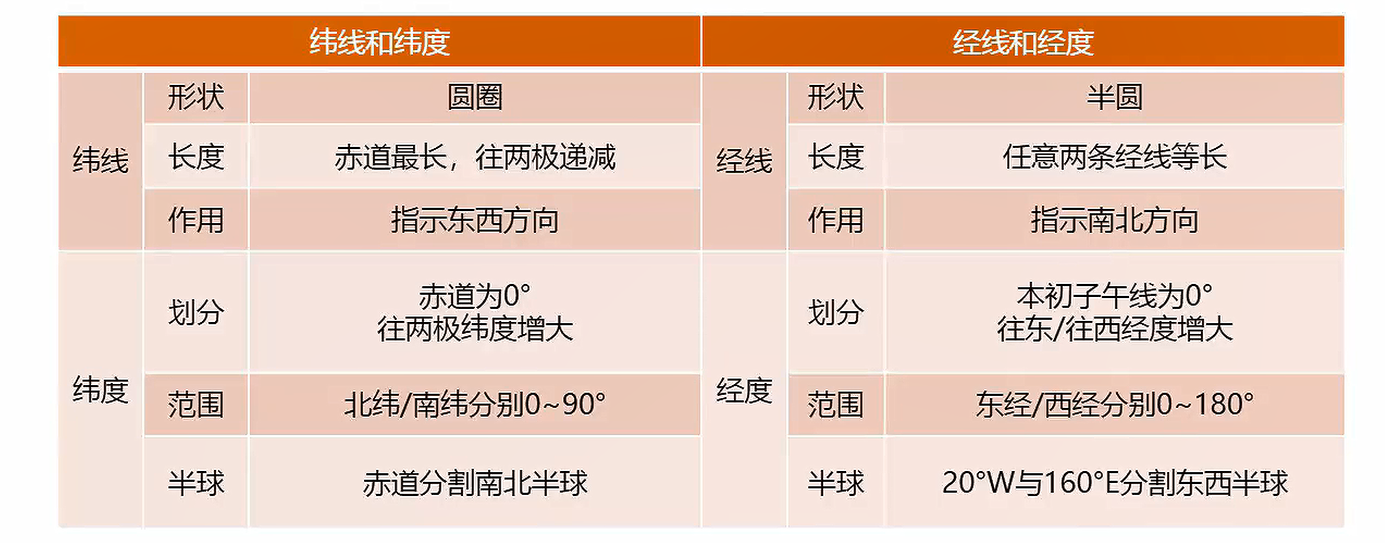 纬线和纬度 经线和经度
纬线 形状 圆圈 经线 形状 半圆
长度 赤道最长，往两极递减 长度 任意两条经线等长
作用 指示东西方向 作用 指示南北方向
纬度 划分 赤道为0°
往两极纬度增大 经度 划分 本初子午线为0°
往东/往西经度增大
范围 北纬/南纬分别0~90° 范围 东经/西经分别0~180°
半球 赤道分割南北半球 半球 20°W与160°E分割东西半球